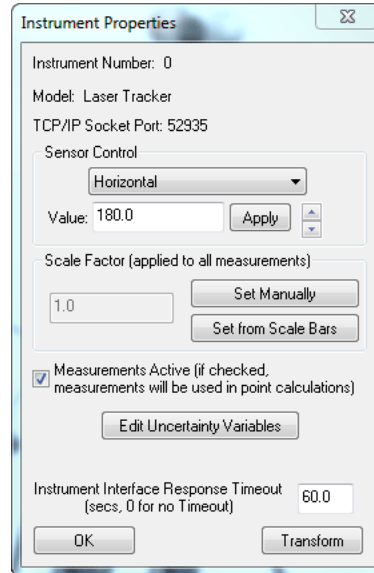 Instrument Properties
Instrument Number: 0
Model: Laser Tracker
TCP/IP Socket Port: 52935
Sensor Control
Horizontal
Value: 180.0 Apply
Scale Factor (applied to all measurements)
1.0
Set Manually
Set from Scale Bars
Measurements Active (if checked,
measurements will be used in point calculations)
Edit Uncertainty Variables
Instrument Interface Response Timeout
(secs, 0 for no Timeout)
60.0
OK Transform